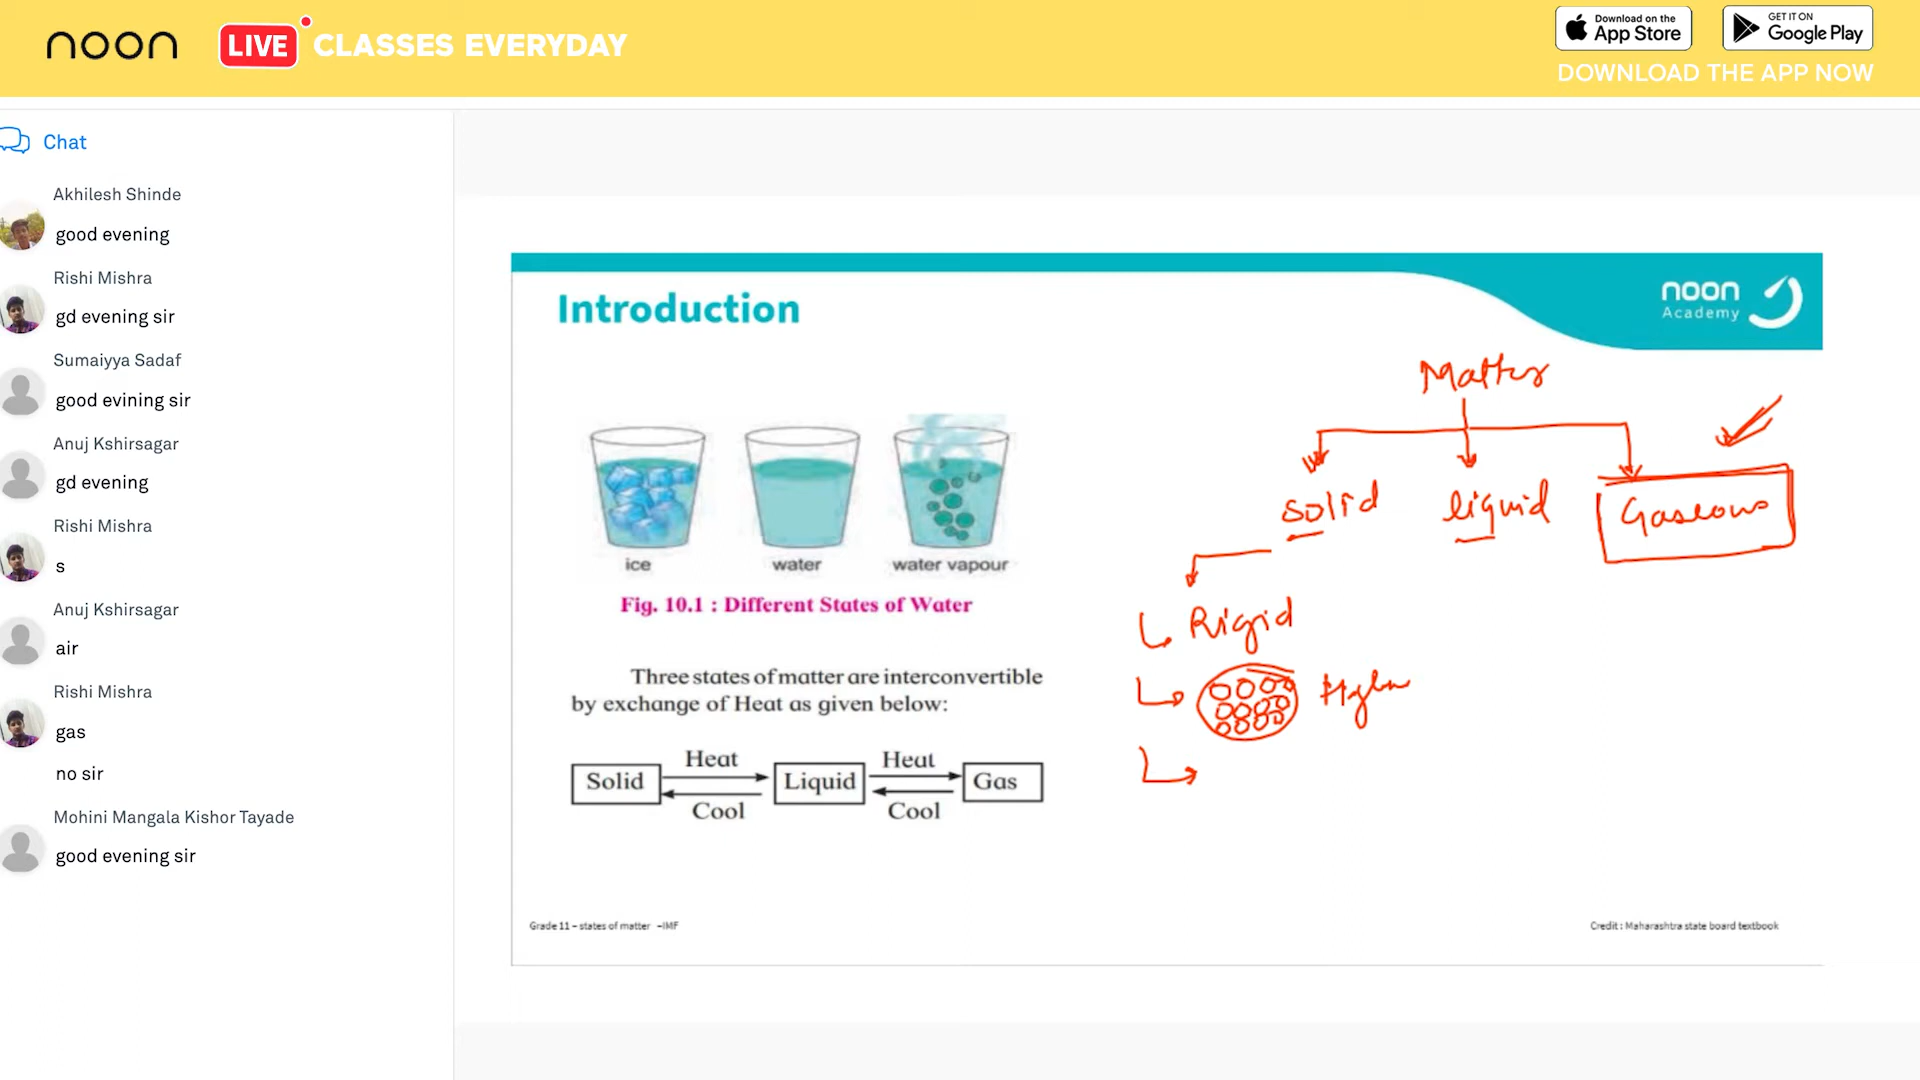 noon LIVE CLASSES EVERYDAY
Download on the App Store
GET IT ON Google Play
DOWNLOAD THE APP NOW
Chat
Akhilesh Shinde
good evening
Rishi Mishra
gd evening sir
Sumaiyya Sadaf
good evining sir
Anuj Kshirsagar
gd evening
Rishi Mishra
s
Anuj Kshirsagar
air
Rishi Mishra
gas
no sir
Mohini Mangala Kishor Tayade
good evening sir
Introduction
noon
Academy
ice water water vapour
Fig. 10.1 : Different States of Water
Three states of matter are interconvertible
by exchange of Heat as given below:
Heat Heat
Solid Liquid Gas
Cool Cool
Matter
Solid liquid Gaseous
Rigid
Grade 11 – states of matter –IMF
Credit : Maharashtra state board textbook